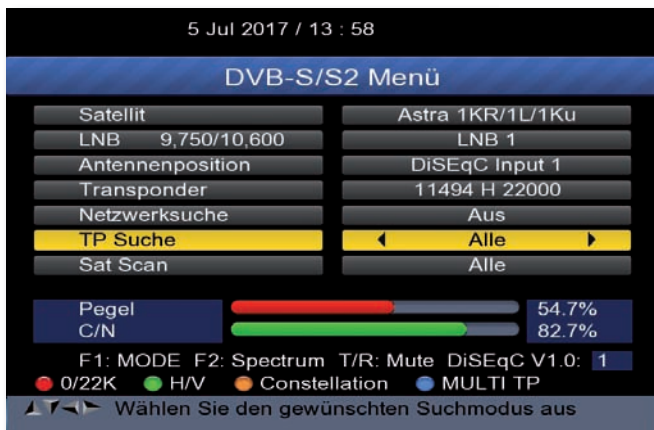 5 Jul 2017 / 13 : 58
DVB-S/S2 Menü
Satellit Astra 1KR/1L/1Ku
LNB 9,750/10,600 LNB 1
Antennenposition DiSEqC Input 1
Transponder 11494 H 22000
Netzwerksuche Aus
TP Suche Alle
Sat Scan Alle
Pegel 54.7%
C/N 82.7%
F1: MODE F2: Spectrum T/R: Mute DiSEqC V1.0: 1
0/22K H/V Constellation MULTI TP
Wählen Sie den gewünschten Suchmodus aus